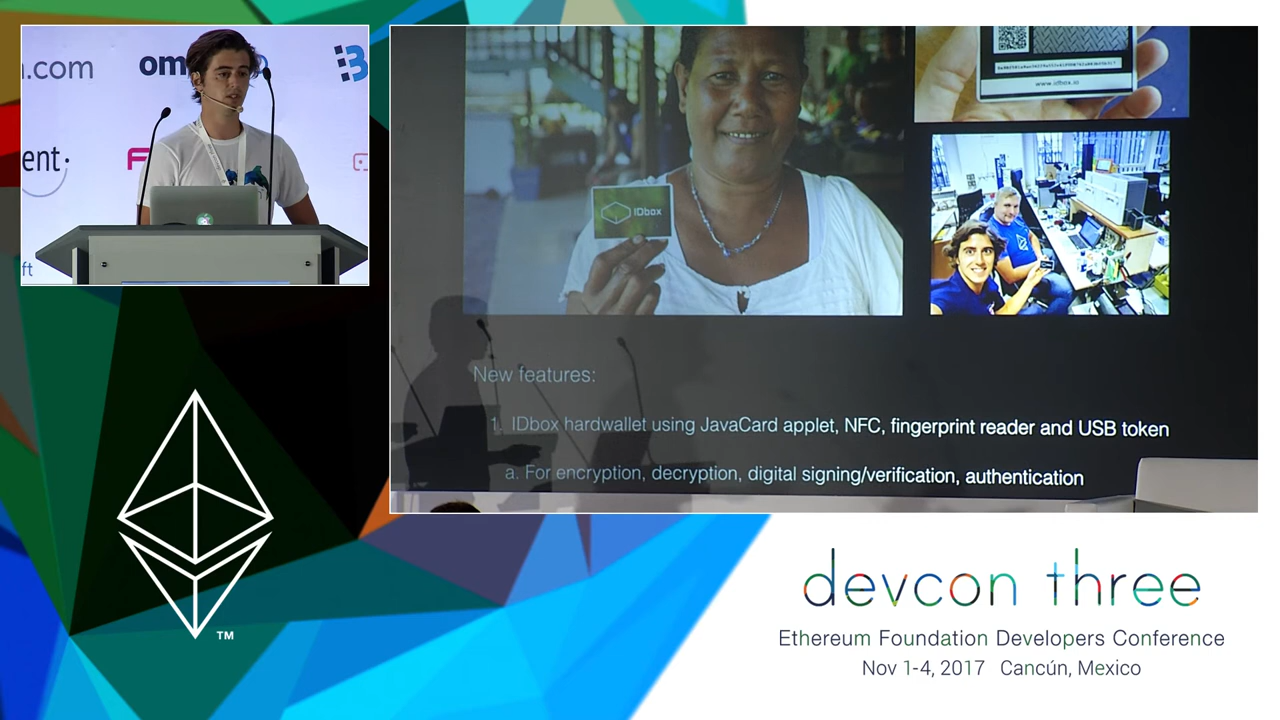 .com
om
ent
IDbox
www.idbox.io
New features:
1. IDbox hardwallet using JavaCard applet, NFC, fingerprint reader and USB token
a. For encryption, decryption, digital signing/verification, authentication
TM
devcon three
Ethereum Foundation Developers Conference
Nov 1-4, 2017 Cancún, Mexico